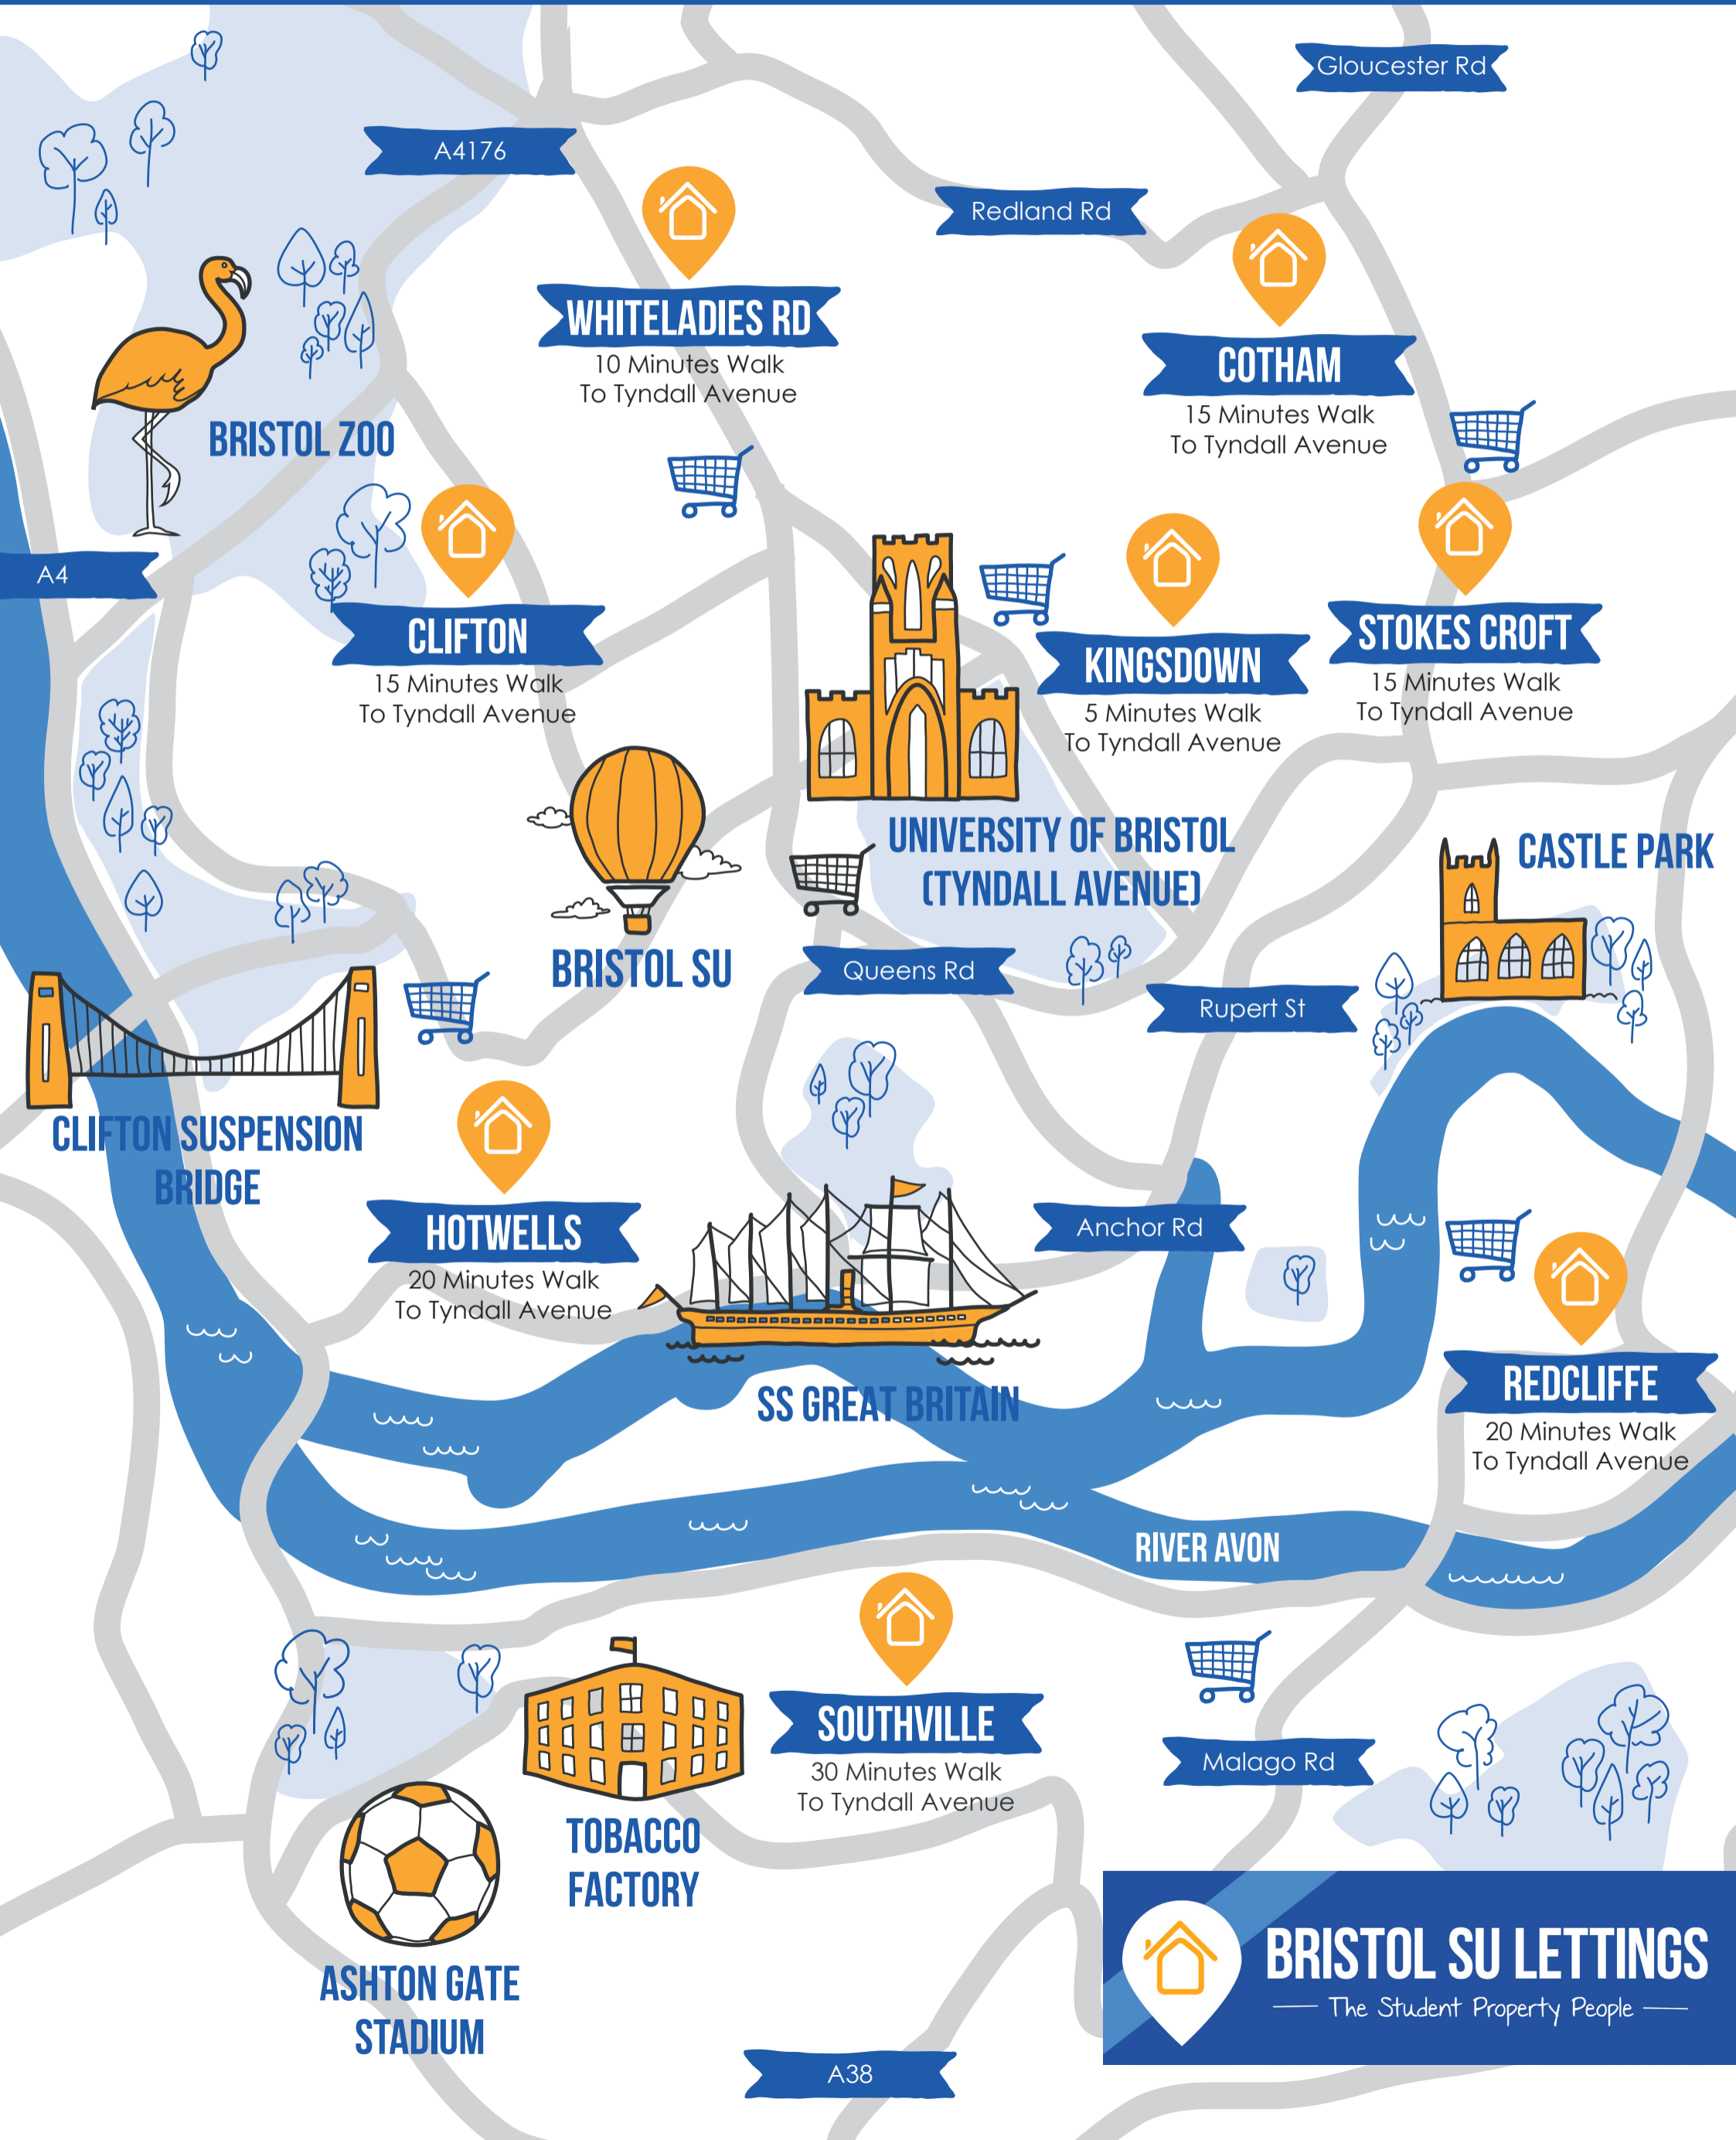 Gloucester Rd
A4176
Redland Rd
WHITELADIES RD
10 Minutes Walk
To Tyndall Avenue
COTHAM
15 Minutes Walk
To Tyndall Avenue
BRISTOL ZOO
A4
CLIFTON
15 Minutes Walk
To Tyndall Avenue
KINGSDOWN
5 Minutes Walk
To Tyndall Avenue
STOKES CROFT
15 Minutes Walk
To Tyndall Avenue
UNIVERSITY OF BRISTOL
(TYNDALL AVENUE)
CASTLE PARK
BRISTOL SU
Queens Rd
Rupert St
CLIFTON SUSPENSION
BRIDGE
HOTWELLS
20 Minutes Walk
To Tyndall Avenue
Anchor Rd
SS GREAT BRITAIN
REDCLIFFE
20 Minutes Walk
To Tyndall Avenue
RIVER AVON
SOUTHVILLE
30 Minutes Walk
To Tyndall Avenue
Malago Rd
TOBACCO
FACTORY
ASHTON GATE
STADIUM
BRISTOL SU LETTINGS
The Student Property People
A38